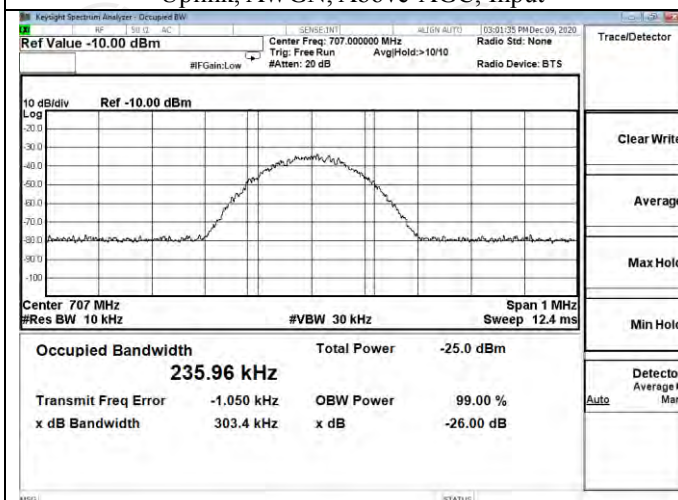 Uplink, AWGN, Above AGC, Input
Keysight Spectrum Analyzer - Occupied BW
RF 50 Ω AC SENSE:INT ALIGN AUTO 03:01:35 PM Dec 09, 2020
Ref Value -10.00 dBm Center Freq: 707.000000 MHz Radio Std: None Trace/Detector
Trig: Free Run Avg|Hold:>10/10
#IFGain:Low #Atten: 20 dB Radio Device: BTS
10 dB/div Ref -10.00 dBm
Log
-20.0
-30.0
Clear Write
-40.0
-50.0
-60.0
Average
-70.0
-80.0
-90.0
Max Hold
-100
Center 707 MHz Span 1 MHz
#Res BW 10 kHz #VBW 30 kHz Sweep 12.4 ms
Min Hold
Occupied Bandwidth Total Power -25.0 dBm
235.96 kHz
Detector
Average
Auto Man
Transmit Freq Error -1.050 kHz OBW Power 99.00 %
x dB Bandwidth 303.4 kHz x dB -26.00 dB
MSG STATUS